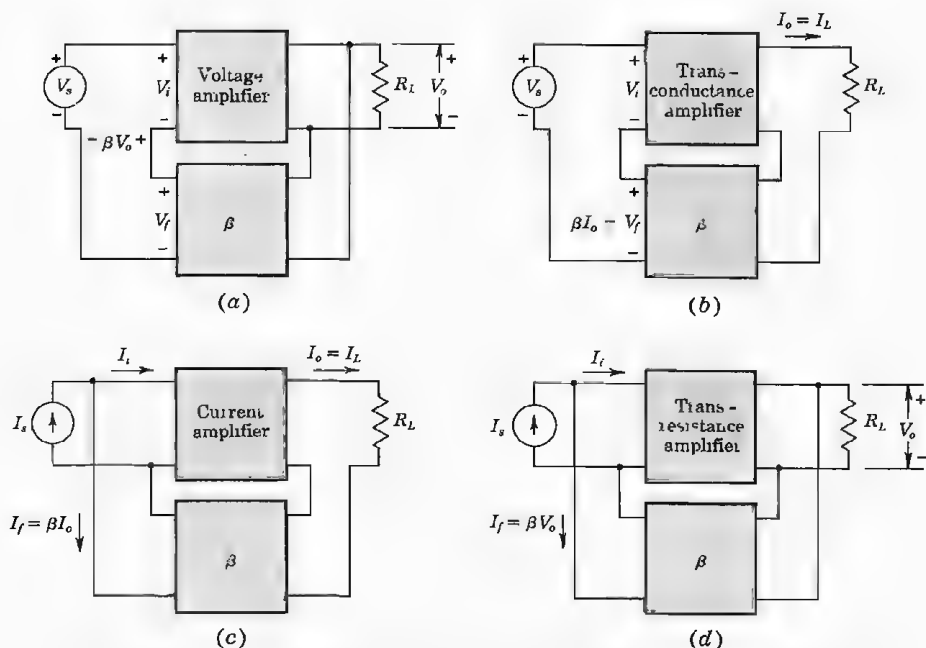 I_o = I_L
+ + + +
V_s V_i Voltage amplifier R_L V_o
- - -
- βV_o +
+
V_f β
-
(a)
+ +
V_s V_i Trans-
conductance
amplifier R_L
- -
+
βI_o - V_f β
-
(b)
I_i I_o = I_L
I_s Current
amplifier R_L
I_f = βI_o β
(c)
I_i
+
I_s Trans-
resistance
amplifier R_L V_o
-
I_f = βV_o β
(d)